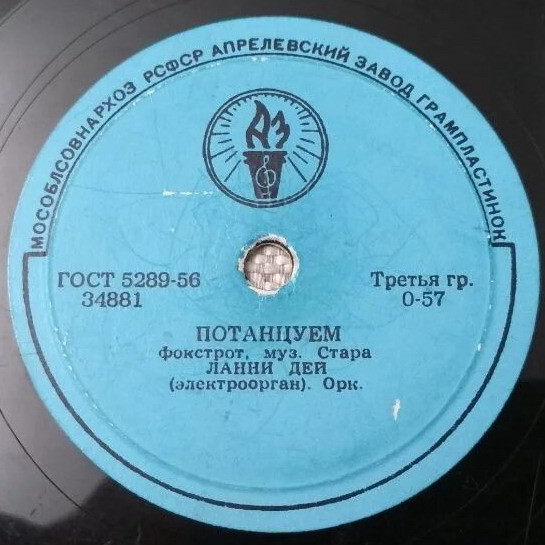 МОСОБЛСОВНАРХОЗ РСФСР АПРЕЛЕВСКИЙ ЗАВОД ГРАМПЛАСТИНОК
АЗ
ГОСТ 5289-56
34881
Третья гр.
0-57
ПОТАНЦУЕМ
Фокстрот, муз. Стара
ЛАННИ ДЕЙ
(электроорган). Орк.